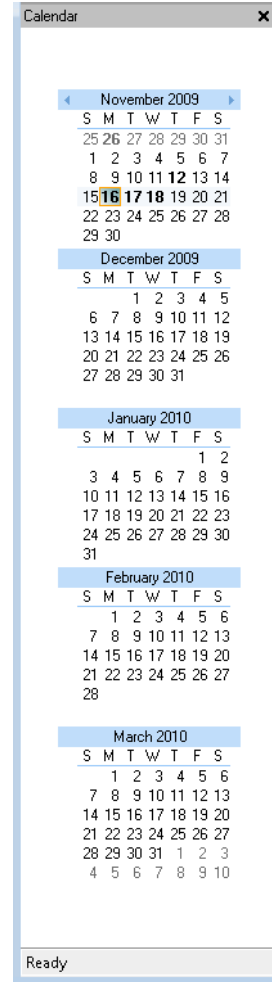 Calendar
November 2009
S M T W T F S
25 26 27 28 29 30 31
1 2 3 4 5 6 7
8 9 10 11 12 13 14
15 16 17 18 19 20 21
22 23 24 25 26 27 28
29 30
December 2009
S M T W T F S
1 2 3 4 5
6 7 8 9 10 11 12
13 14 15 16 17 18 19
20 21 22 23 24 25 26
27 28 29 30 31
January 2010
S M T W T F S
1 2
3 4 5 6 7 8 9
10 11 12 13 14 15 16
17 18 19 20 21 22 23
24 25 26 27 28 29 30
31
February 2010
S M T W T F S
1 2 3 4 5 6
7 8 9 10 11 12 13
14 15 16 17 18 19 20
21 22 23 24 25 26 27
28
March 2010
S M T W T F S
1 2 3 4 5 6
7 8 9 10 11 12 13
14 15 16 17 18 19 20
21 22 23 24 25 26 27
28 29 30 31 1 2 3
4 5 6 7 8 9 10
Ready